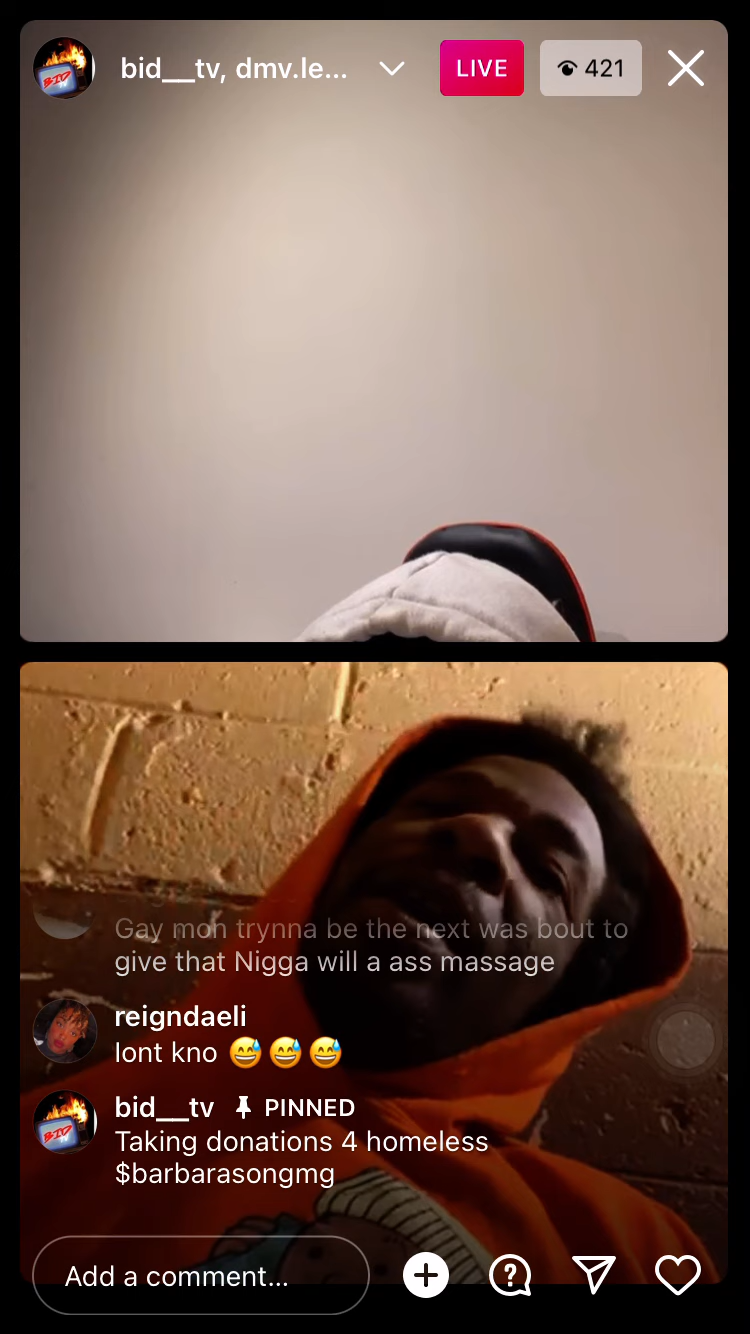 bid__tv, dmv.le...
LIVE
421
Gay moh trynna be the next was bout to
give that Nigga will a ass massage
reigndaeli
Iont kno 😅😅😅
bid__tv PINNED
Taking donations 4 homeless
$barbarasongmg
Add a comment...